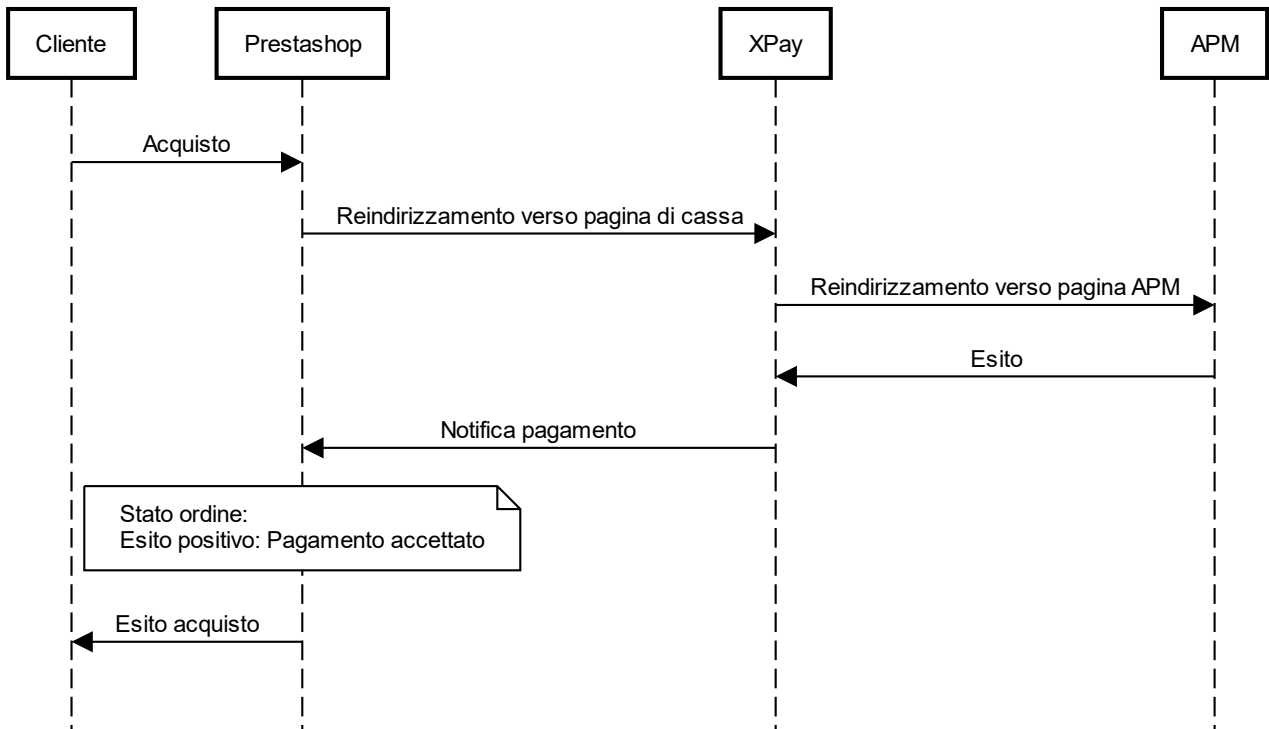 Cliente
Prestashop
XPay
APM
Acquisto
Reindirizzamento verso pagina di cassa
Reindirizzamento verso pagina APM
Esito
Notifica pagamento
Stato ordine:
Esito positivo: Pagamento accettato
Esito acquisto